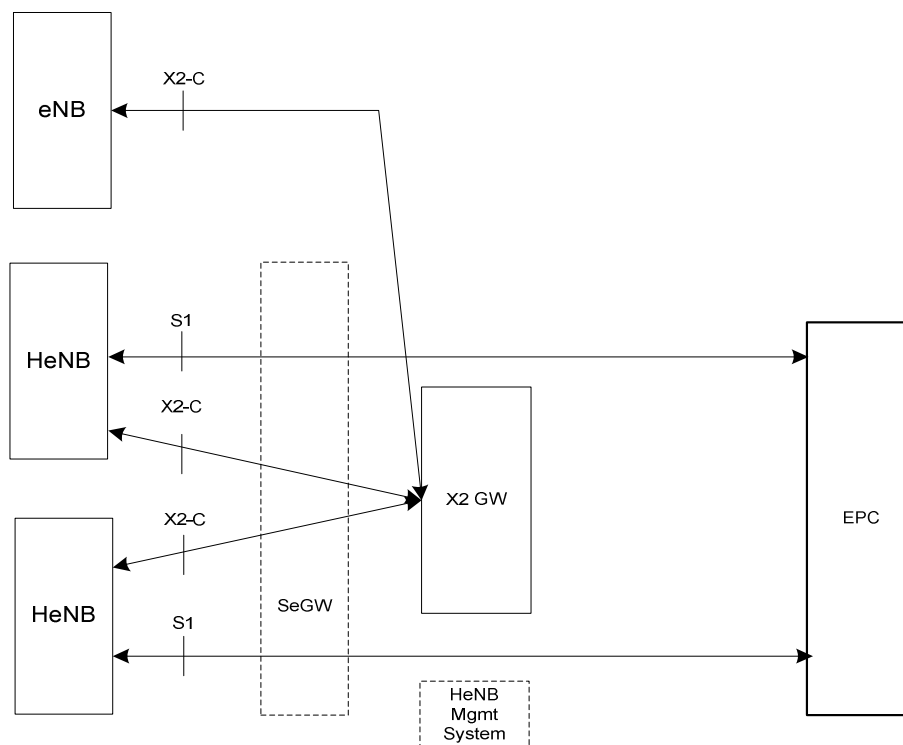 X2-C
eNB
S1
HeNB
X2-C
X2 GW
X2-C
EPC
HeNB
SeGW
S1
HeNB
Mgmt
System